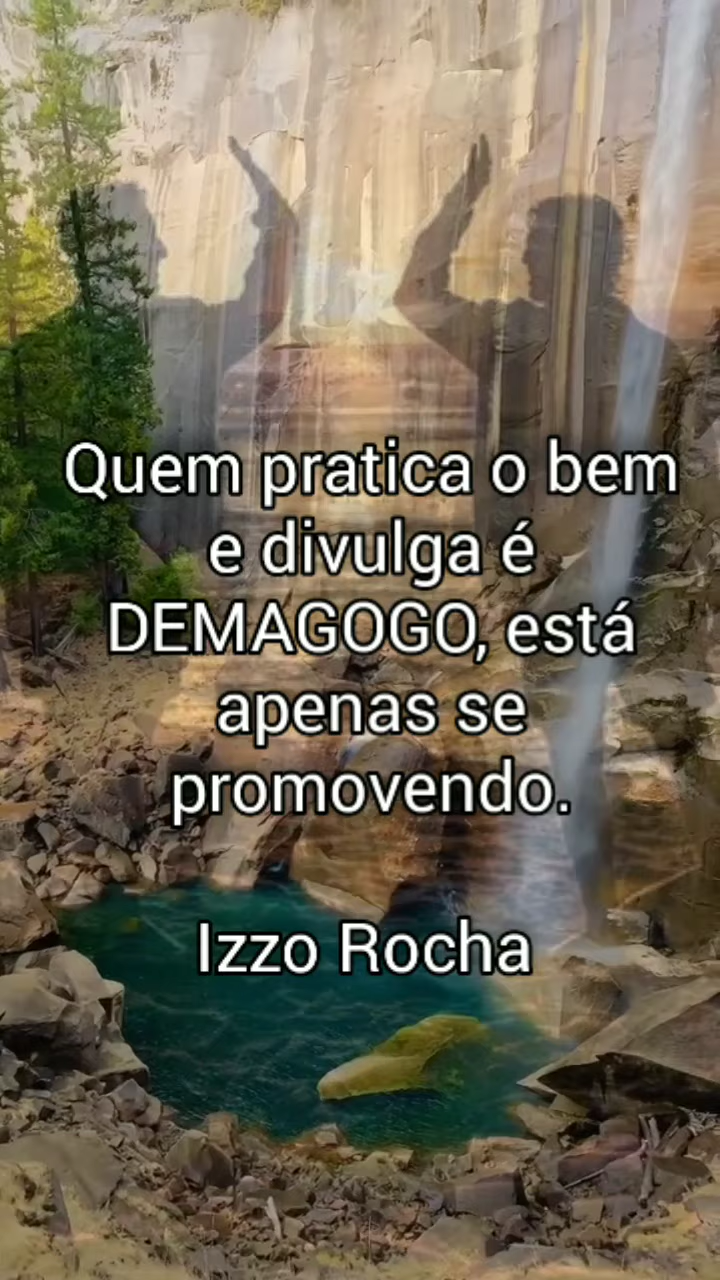 Quem pratica o bem
e divulga é
DEMAGOGO, está
apenas se
promovendo.
Izzo Rocha